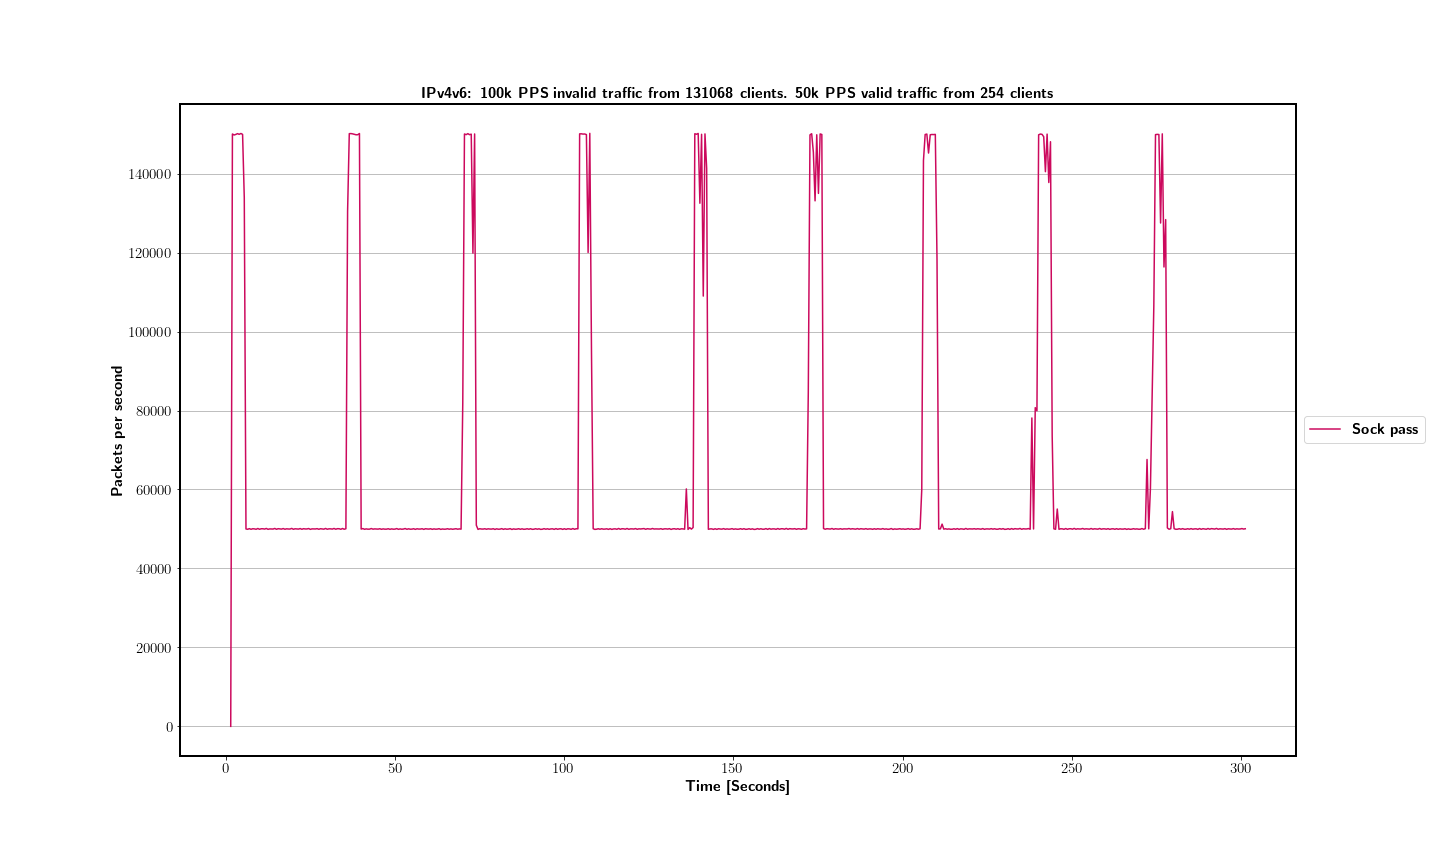 IPv4v6: 100k PPS invalid traffic from 131068 clients. 50k PPS valid traffic from 254 clients
140000
120000
100000
80000
60000
40000
20000
0
Packets per second
Sock pass
0 50 100 150 200 250 300
Time [Seconds]